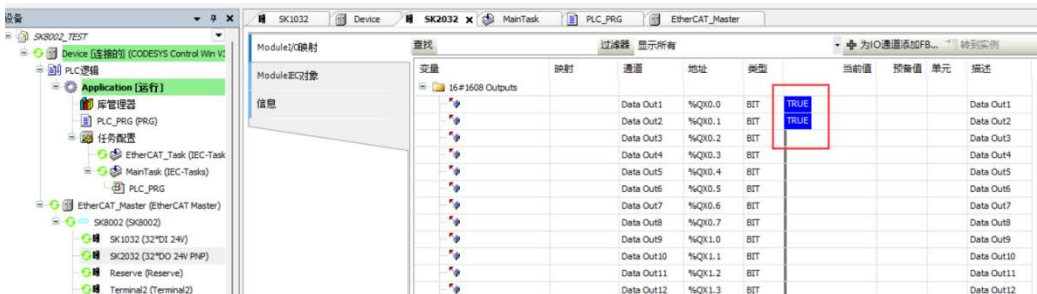 设备
SK8002_TEST
Device [连接的] (CODESYS Control Win V3
PLC逻辑
Application [运行]
库管理器
PLC_PRG (PRG)
任务配置
EtherCAT_Task (IEC-Task
MainTask (IEC-Tasks)
PLC_PRG
EtherCAT_Master (EtherCAT Master)
SK8002 (SK8002)
SK1032 (32*DI 24V)
SK2032 (32*DO 24V PNP)
Reserve (Reserve)
Terminal2 (Terminal2)
SK1032 Device SK2032 MainTask PLC_PRG EtherCAT_Master
ModuleI/O映射
ModuleIEC对象
信息
查找 过滤器 显示所有 为IO通道添加FB... 转到实例
变量 映射 通道 地址 类型 当前值 预备值 单元 描述
16#1608 Outputs
Data Out1 %QX0.0 BIT TRUE Data Out1
Data Out2 %QX0.1 BIT TRUE Data Out2
Data Out3 %QX0.2 BIT Data Out3
Data Out4 %QX0.3 BIT Data Out4
Data Out5 %QX0.4 BIT Data Out5
Data Out6 %QX0.5 BIT Data Out6
Data Out7 %QX0.6 BIT Data Out7
Data Out8 %QX0.7 BIT Data Out8
Data Out9 %QX1.0 BIT Data Out9
Data Out10 %QX1.1 BIT Data Out10
Data Out11 %QX1.2 BIT Data Out11
Data Out12 %QX1.3 BIT Data Out12